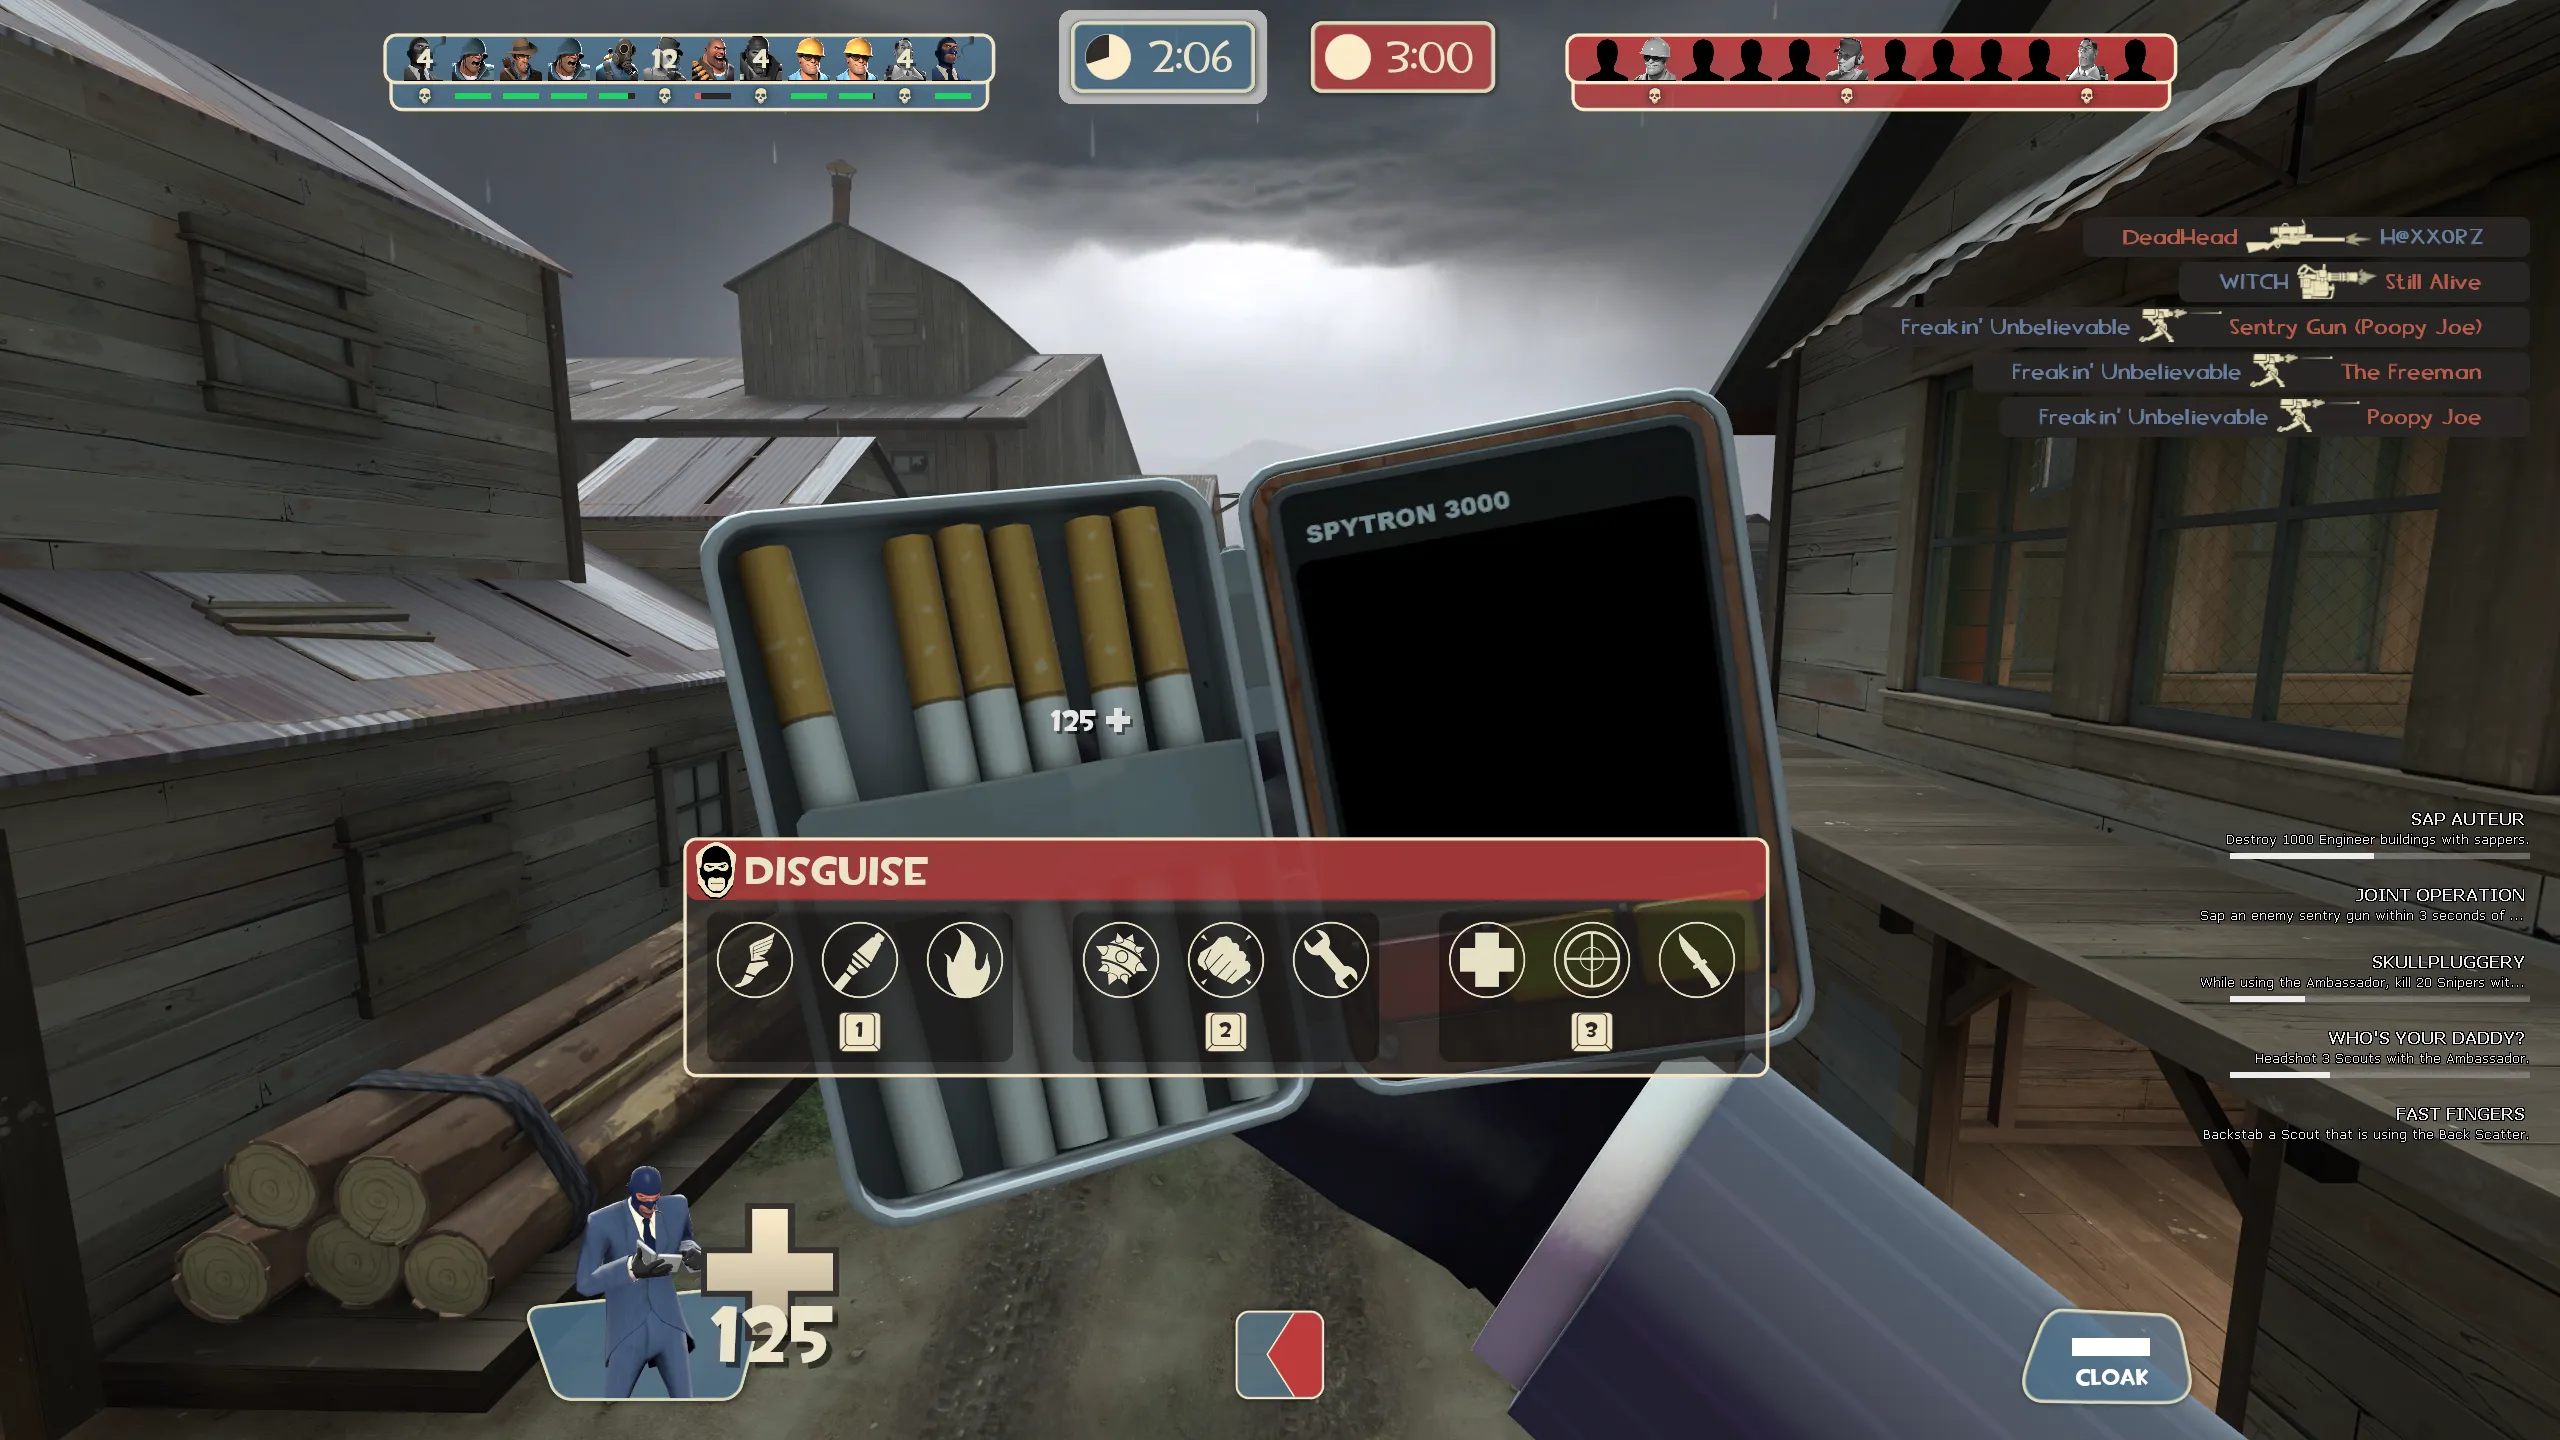 4
12
4
4
2:06
3:00
DeadHead H@XX0RZ
WITCH Still Alive
Freakin' Unbelievable Sentry Gun (Poopy Joe)
Freakin' Unbelievable The Freeman
Freakin' Unbelievable Poopy Joe
SPYTRON 3000
125
DISGUISE
1
2
3
SAP AUTEUR
Destroy 1000 Engineer buildings with sappers.
JOINT OPERATION
Sap an enemy sentry gun within 3 seconds of ...
SKULLPLUGGERY
While using the Ambassador, kill 20 Snipers wit...
WHO'S YOUR DADDY?
Headshot 3 Scouts with the Ambassador.
FAST FINGERS
Backstab a Scout that is using the Back Scatter.
125
CLOAK